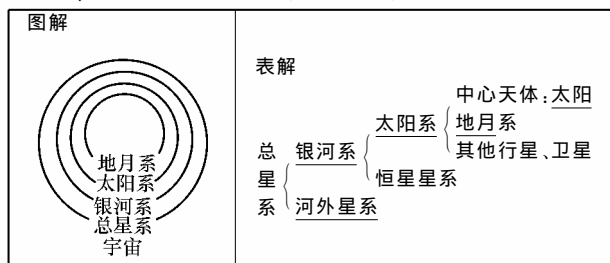 图解
地月系
太阳系
银河系
总星系
宇宙
表解
中心天体:太阳
太阳系
地月系
总
银河系
其他行星、卫星
星
恒星星系
系
河外星系